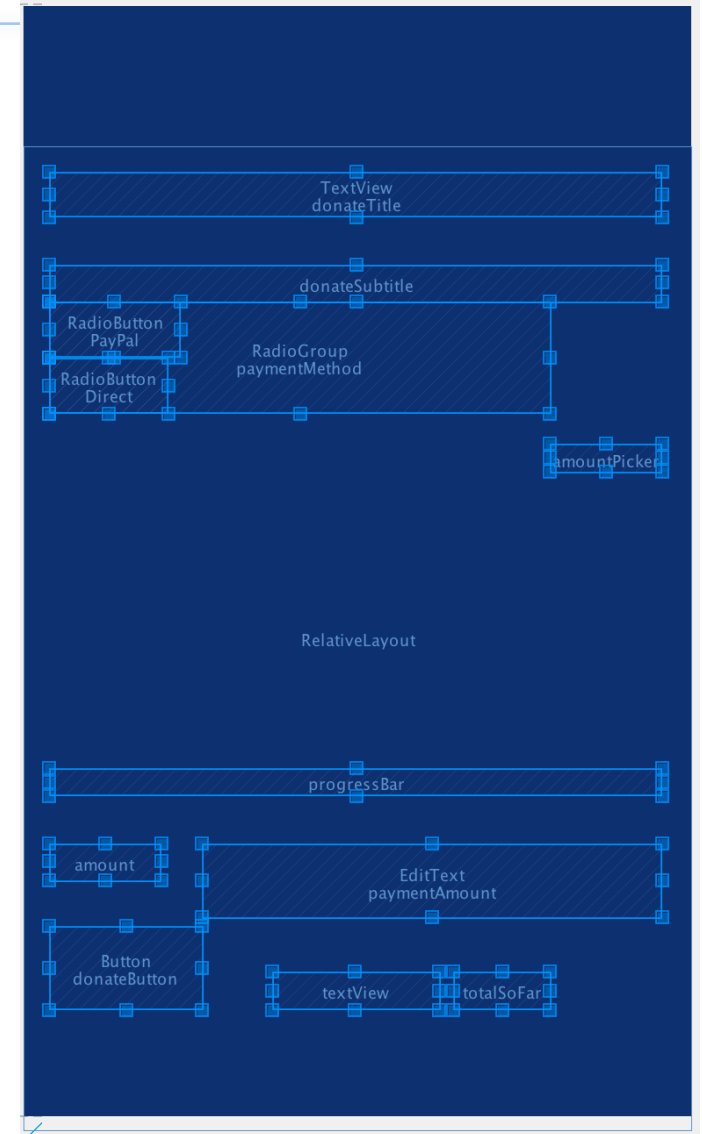 TextView
donateTitle
donateSubtitle
RadioButton
PayPal
RadioGroup
paymentMethod
RadioButton
Direct
amountPicker
RelativeLayout
progressBar
amount
EditText
paymentAmount
Button
donateButton
textView
totalSoFar